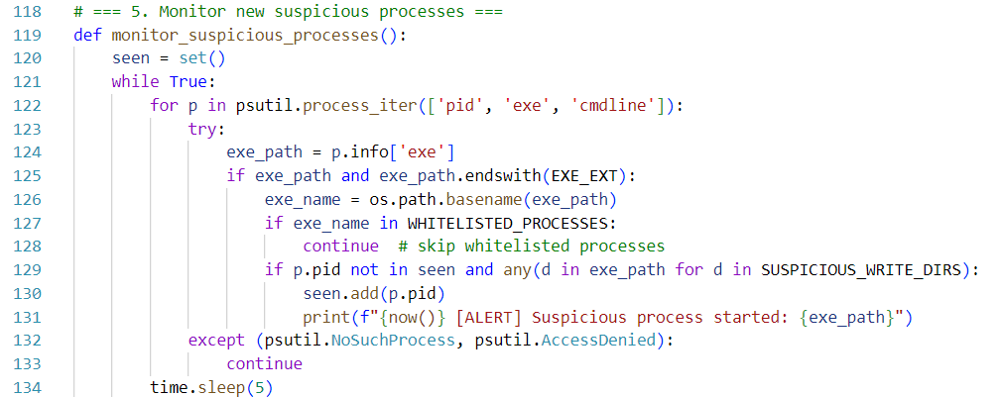 118 # === 5. Monitor new suspicious processes ===
119 def monitor_suspicious_processes():
120     seen = set()
121     while True:
122         for p in psutil.process_iter(['pid', 'exe', 'cmdline']):
123             try:
124                 exe_path = p.info['exe']
125                 if exe_path and exe_path.endswith(EXE_EXT):
126                     exe_name = os.path.basename(exe_path)
127                     if exe_name in WHITELISTED_PROCESSES:
128                         continue  # skip whitelisted processes
129                     if p.pid not in seen and any(d in exe_path for d in SUSPICIOUS_WRITE_DIRS):
130                         seen.add(p.pid)
131                         print(f"{now()} [ALERT] Suspicious process started: {exe_path}")
132             except (psutil.NoSuchProcess, psutil.AccessDenied):
133                 continue
134         time.sleep(5)